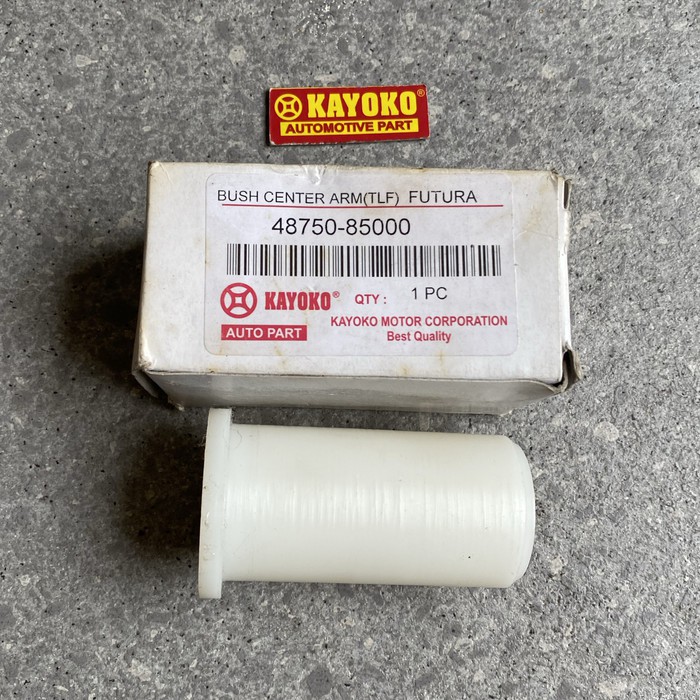 KAYOKO®
AUTOMOTIVE PART
BUSH CENTER ARM(TLF) FUTURA
48750-85000
KAYOKO® QTY : 1 PC
AUTO PART
KAYOKO MOTOR CORPORATION
Best Quality